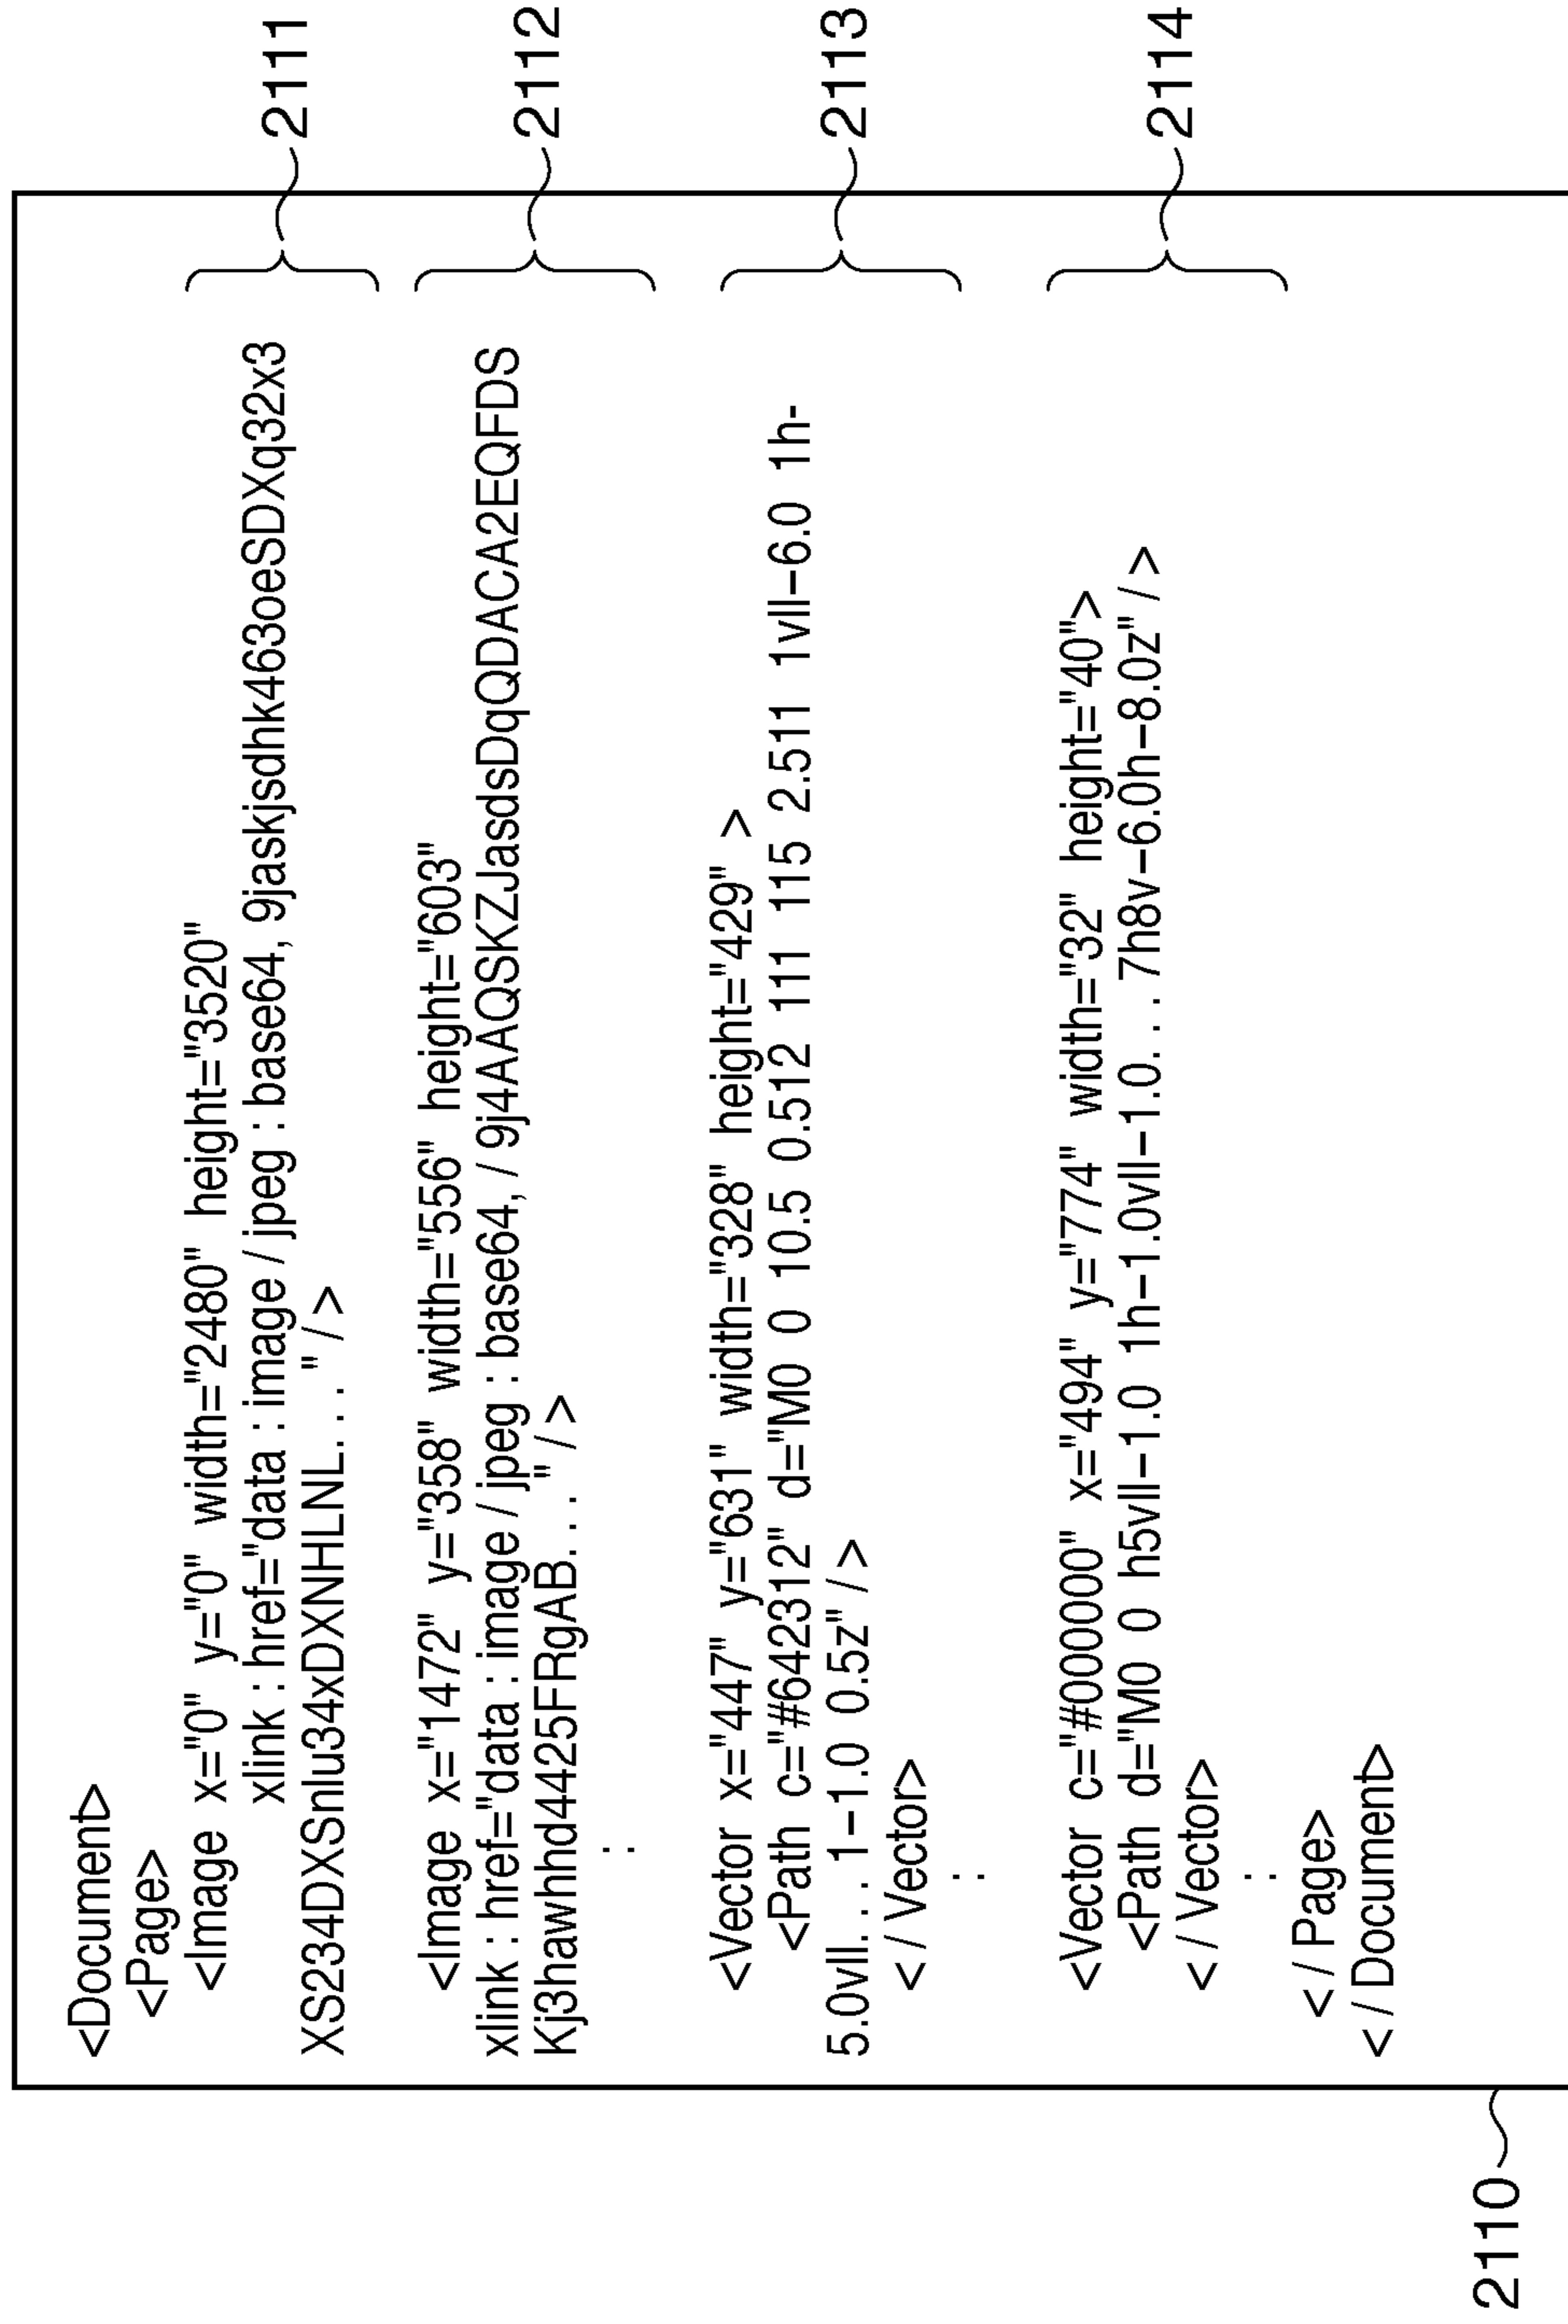 <Document>
<Page>
<Image x="0" y="0" width="2480" height="3520"
xlink : href="data : image / jpeg : base64, 9jaskjsdhk463oeSDXq32x3
XS234DXSnlu34xDXNHLNL. . . "/ >
2111
<Image x="1472" y="358" width="556" height="603"
xlink : href="data : image / jpeg : base64, / 9j4AAQSKZJasdsDqQDACA2EQFDS
Kj3hawhhd4425FRgAB. . . "/ >
:
2112
<Vector x="447" y="631" width="328" height="429" >
<Path c="#642312" d="M0 0 10.5 0.512 111 115 2.511 1vll-6.0 1h-
5.0vll. . . 1-1.0 0.5z" / >
< / Vector>
:
2113
<Vector c="#000000" x="494" y="774" width="32" height="40">
<Path d="M0 0 h5vll-1.0 1h-1.0vll-1.0. . . 7h8v-6.0h-8.0z" / >
< / Vector>
:
2114
< / Page>
< / Document>
2110